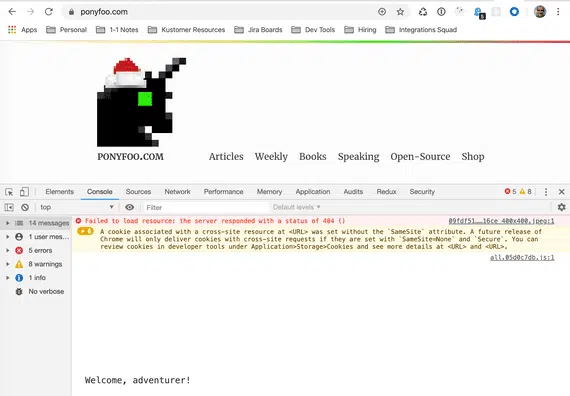 ponyfoo.com
5
Apps Personal 1-1 Notes Kustomer Resources Jira Boards Dev Tools Hiring Integrations Squad
PONYFOO.COM
Articles Weekly Books Speaking Open-Source Shop
Elements Console Sources Network Performance Memory Application Audits Redux Security 5 8
top Filter Default levels
14 messages
1 user mes…
5 errors
8 warnings
1 info
No verbose
Failed to load resource: the server responded with a status of 404 () 09fdf51……16ce 400x400.jpeg:1
6 A cookie associated with a cross-site resource at <URL> was set without the `SameSite` attribute. A future release of
Chrome will only deliver cookies with cross-site requests if they are set with `SameSite=None` and `Secure`. You can
review cookies in developer tools under Application>Storage>Cookies and see more details at <URL> and <URL>.
all.05d0c7db.js:1
Welcome, adventurer!